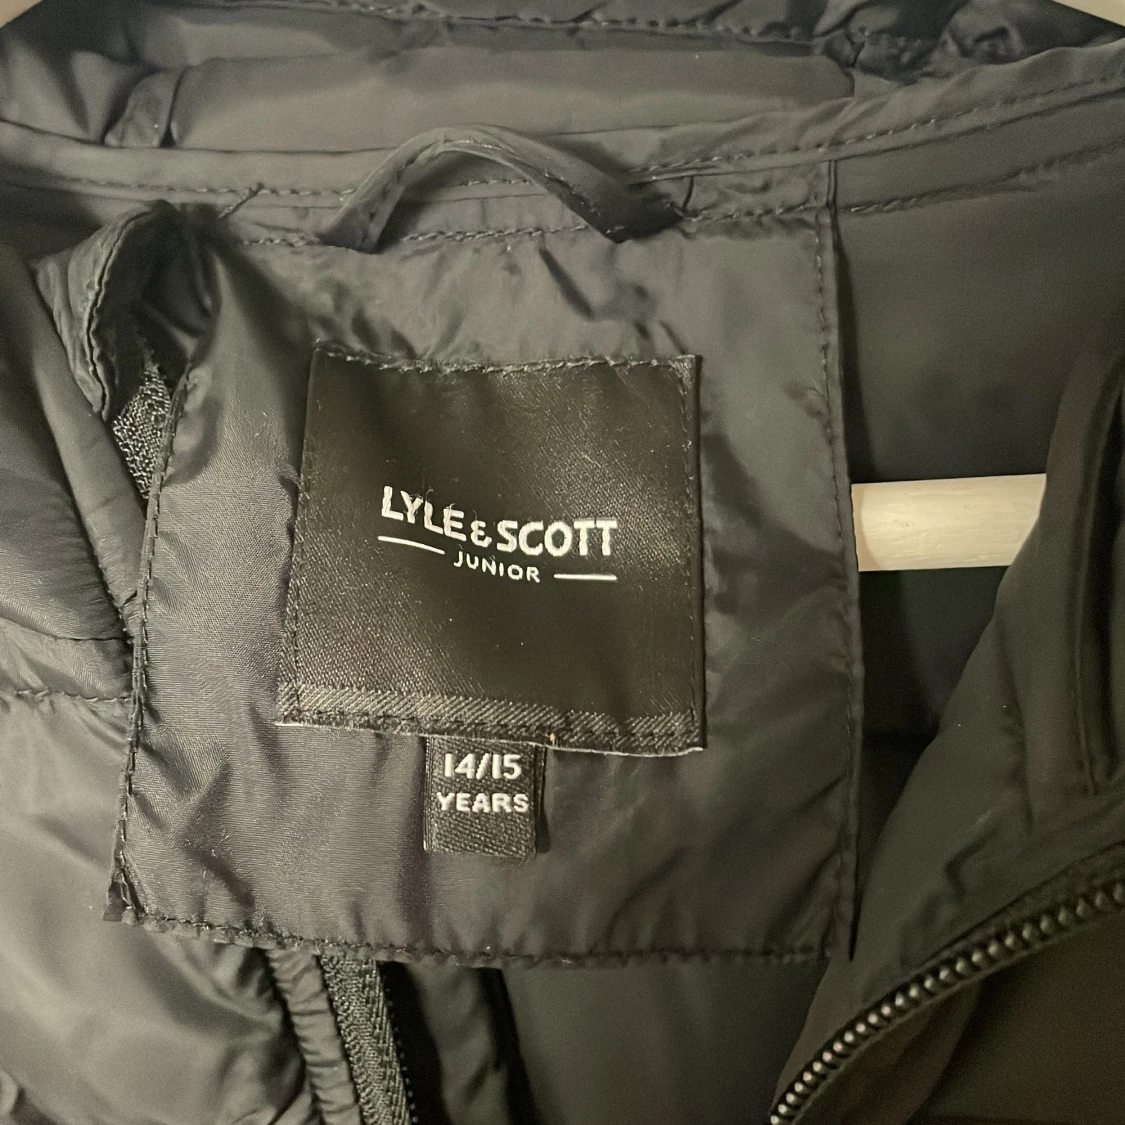 LYLE & SCOTT
JUNIOR
14/15
YEARS